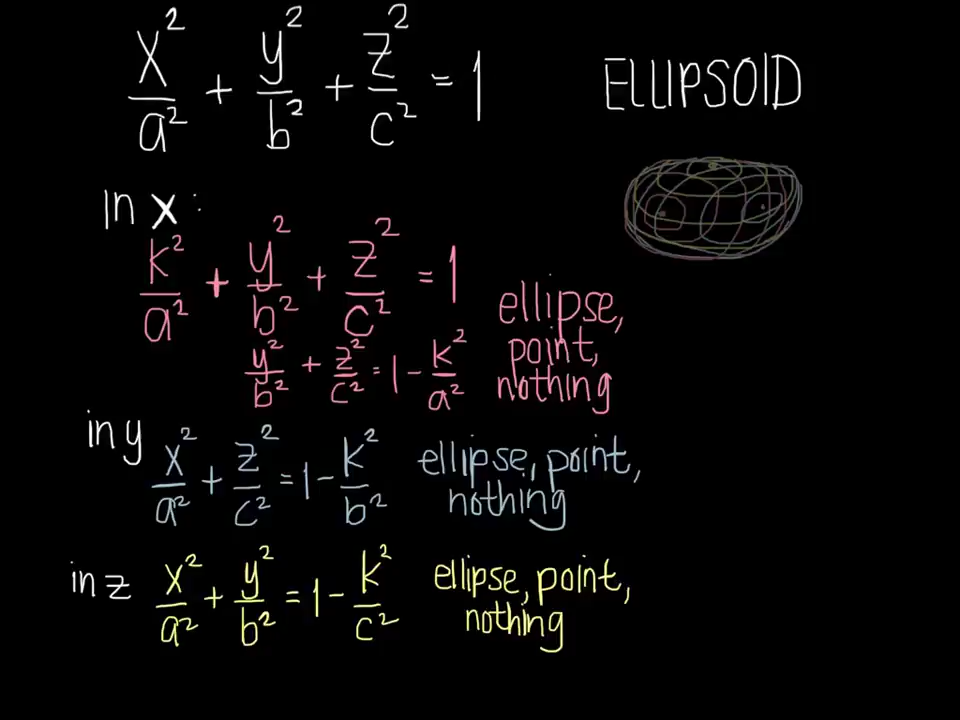 x²/a² + y²/b² + z²/c² = 1 ELLIPSOID
In x:
k²/a² + y²/b² + z²/c² = 1
ellipse,
point,
nothing
y²/b² + z²/c² = 1 - k²/a²
in y x²/a² + z²/c² = 1 - k²/b² ellipse, point,
nothing
in z x²/a² + y²/b² = 1 - k²/c² ellipse, point,
nothing